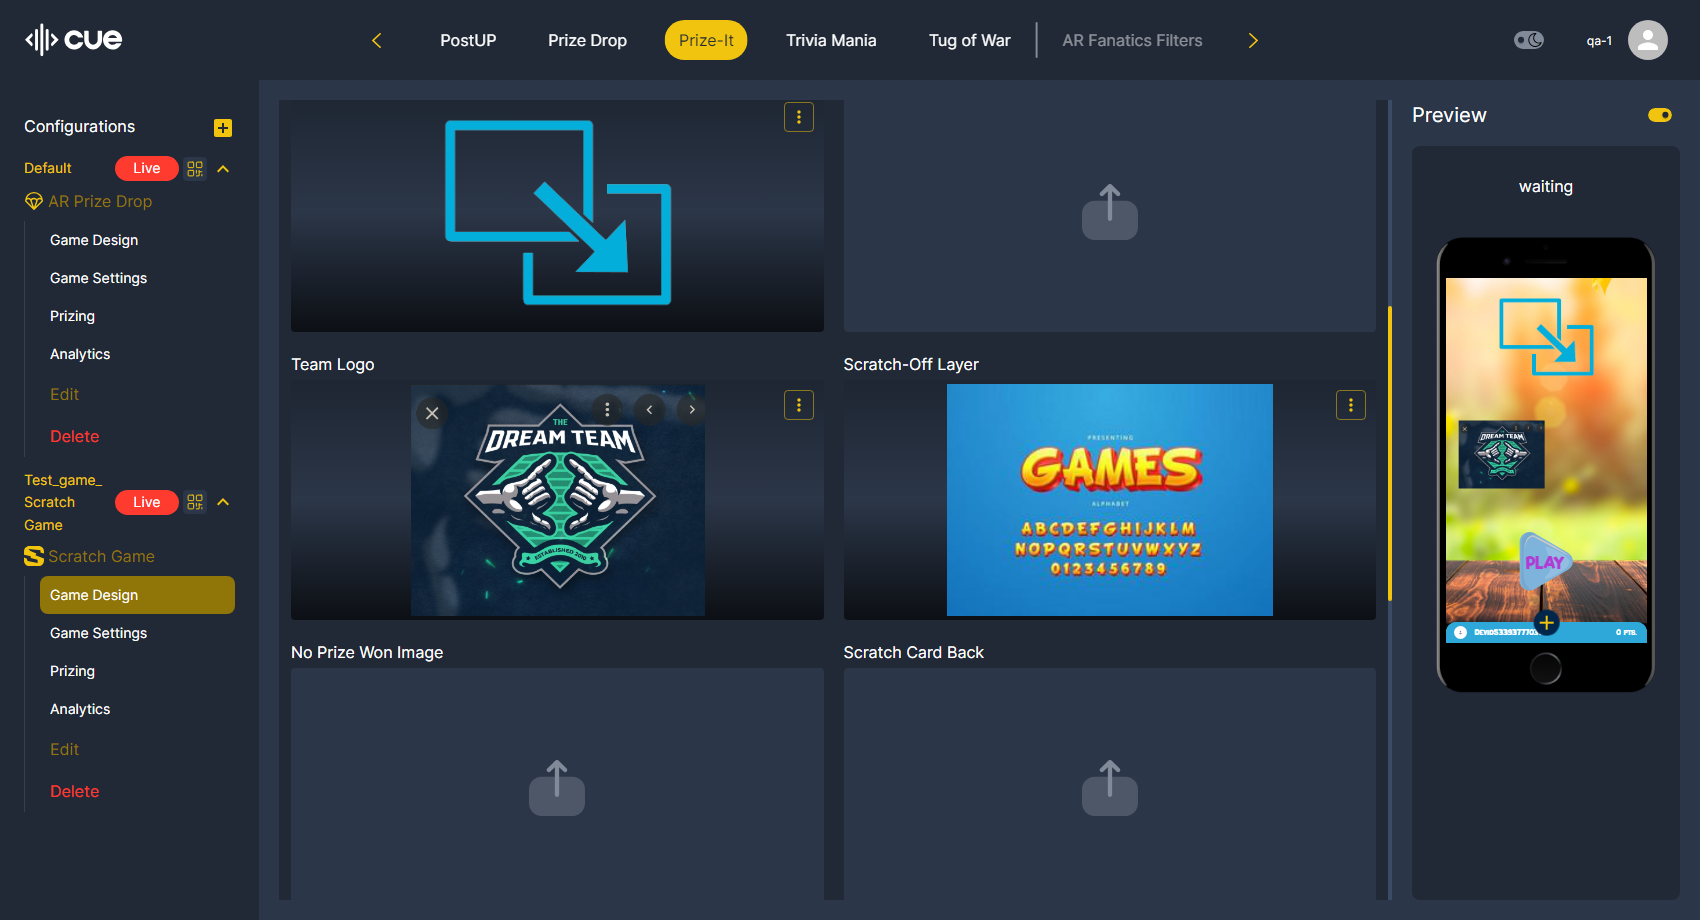 cue
PostUP
Prize Drop
Prize-It
Trivia Mania
Tug of War
AR Fanatics Filters
qa-1
Configurations
Default
Live
AR Prize Drop
Game Design
Game Settings
Prizing
Analytics
Edit
Delete
Test_game_
Scratch
Game
Live
Scratch Game
Game Design
Game Settings
Prizing
Analytics
Edit
Delete
Team Logo
THE
DREAM TEAM
ESTABLISHED 2010
Scratch-Off Layer
PRESENTING
GAMES
ALPHABET
ABCDEFGHIJKLM
NOPQRSTUVWXYZ
0123456789
No Prize Won Image
Scratch Card Back
Preview
waiting
DREAM TEAM
PLAY
0 PTS.